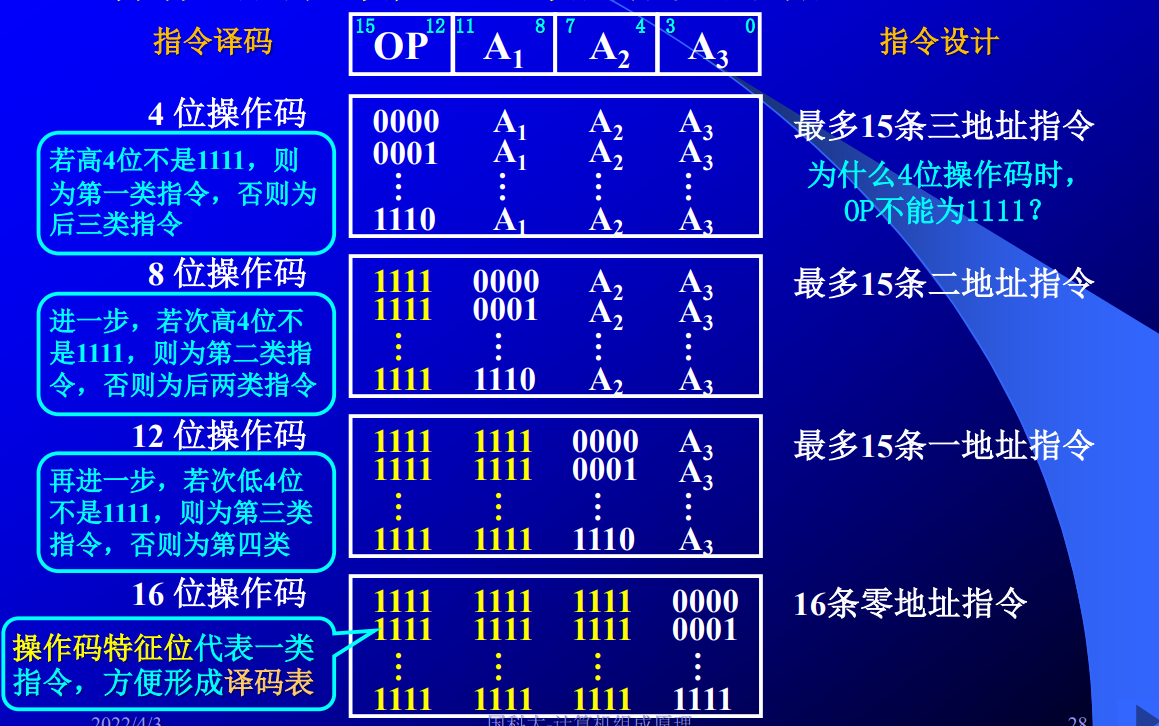 指令译码
15 12 11 8 7 4 3 0
OP A1 A2 A3
指令设计
4 位操作码
若高4位不是1111，则
为第一类指令，否则为
后三类指令
0000 A1 A2 A3
0001 A1 A2 A3
⋮ ⋮ ⋮ ⋮
1110 A1 A2 A3
最多15条三地址指令
为什么4位操作码时，
OP不能为1111？
8 位操作码
进一步，若次高4位不
是1111，则为第二类指
令，否则为后两类指令
1111 0000 A2 A3
1111 0001 A2 A3
⋮ ⋮ ⋮ ⋮
1111 1110 A2 A3
最多15条二地址指令
12 位操作码
再进一步，若次低4位
不是1111，则为第三类
指令，否则为第四类
1111 1111 0000 A3
1111 1111 0001 A3
⋮ ⋮ ⋮ ⋮
1111 1111 1110 A3
最多15条一地址指令
16 位操作码
操作码特征位代表一类
指令，方便形成译码表
1111 1111 1111 0000
1111 1111 1111 0001
⋮ ⋮ ⋮ ⋮
1111 1111 1111 1111
16条零地址指令
2022/4/3
国科大-计算机组成原理
28